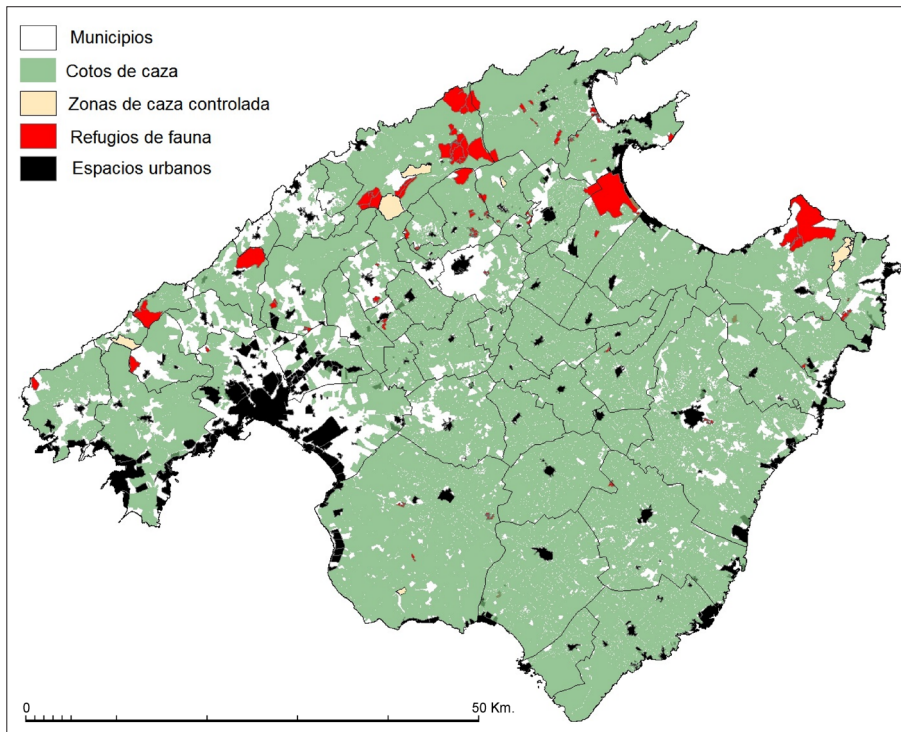 Municipios
Cotos de caza
Zonas de caza controlada
Refugios de fauna
Espacios urbanos
0 50 Km.